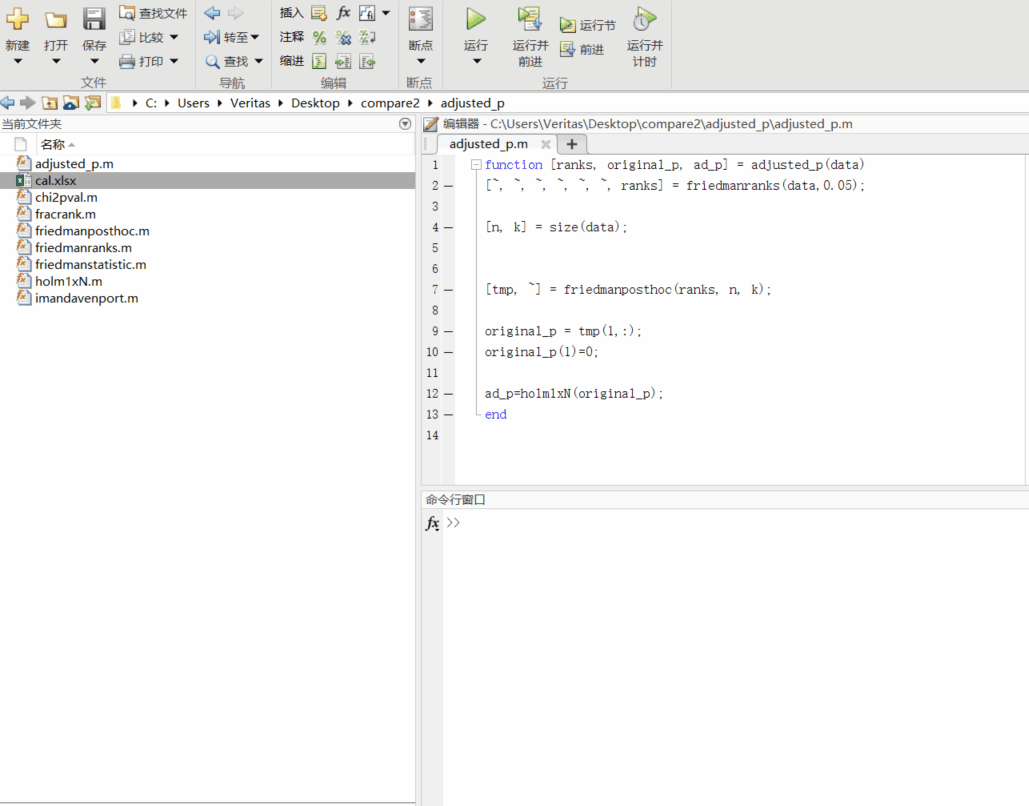 新建 打开 保存 查找文件 比较 打印 文件
转至 查找 导航
插入 fx
注释 %
缩进
编辑
断点
断点
运行 运行并前进 运行节 前进 运行并计时
运行
C: Users Veritas Desktop compare2 adjusted_p
当前文件夹
名称
adjusted_p.m
cal.xlsx
chi2pval.m
fracrank.m
friedmanposthoc.m
friedmanranks.m
friedmanstatistic.m
holm1xN.m
imandavenport.m
编辑器 - C:\Users\Veritas\Desktop\compare2\adjusted_p\adjusted_p.m
adjusted_p.m
1 function [ranks, original_p, ad_p] = adjusted_p(data)
2 [~, ~, ~, ~, ~, ~, ranks] = friedmanranks(data,0.05);
3
4 [n, k] = size(data);
5
6
7 [tmp, ~] = friedmanposthoc(ranks, n, k);
8
9 original_p = tmp(1,:);
10 original_p(1)=0;
11
12 ad_p=holm1xN(original_p);
13 end
14
命令行窗口
fx >>